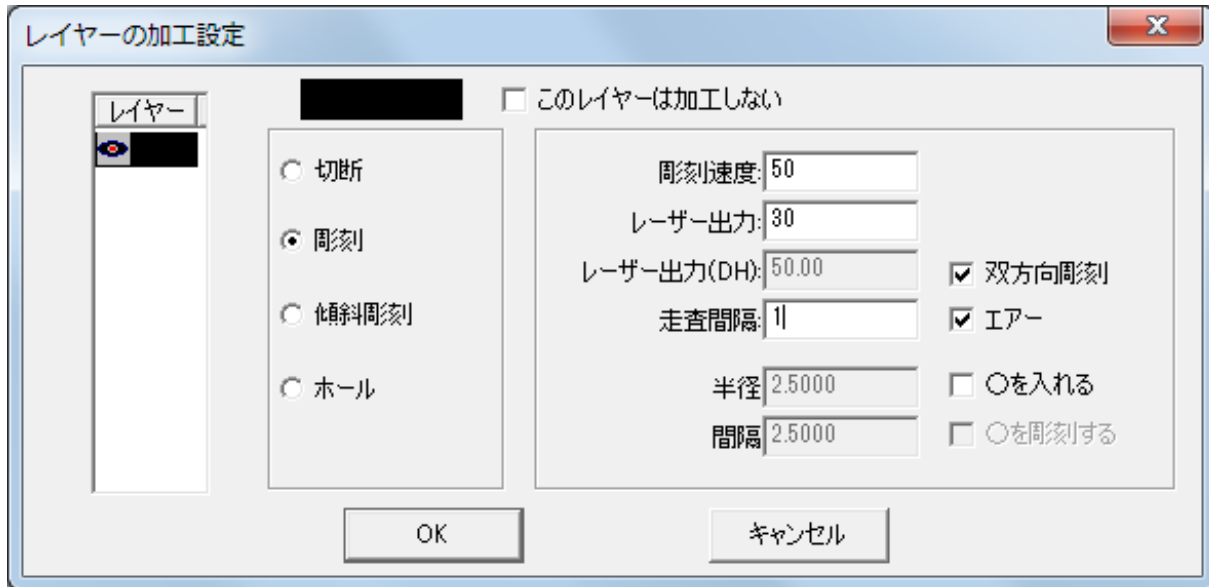 レイヤーの加工設定
レイヤー
このレイヤーは加工しない
切断
彫刻
傾斜彫刻
ホール
彫刻速度: 50
レーザー出力: 30
レーザー出力(DH): 50.00
双方向彫刻
走査間隔: 1
エアー
半径 2.5000
○を入れる
間隔 2.5000
○を彫刻する
OK
キャンセル